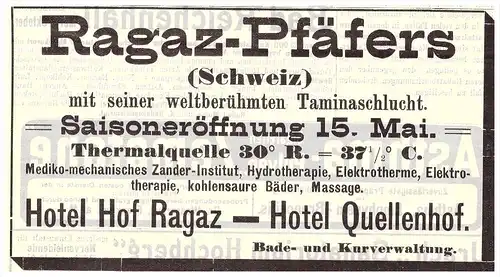 Ragaz-Pfäfers
(Schweiz)
mit seiner weltberühmten Taminaschlucht.
Saisoneröffnung 15. Mai.
Thermalquelle 30° R. = 37½° C.
Mediko-mechanisches Zander-Institut, Hydrotherapie, Elektrotherme, Elektro-
therapie, kohlensaure Bäder, Massage.
Hotel Hof Ragaz — Hotel Quellenhof.
Bade- und Kurverwaltung.